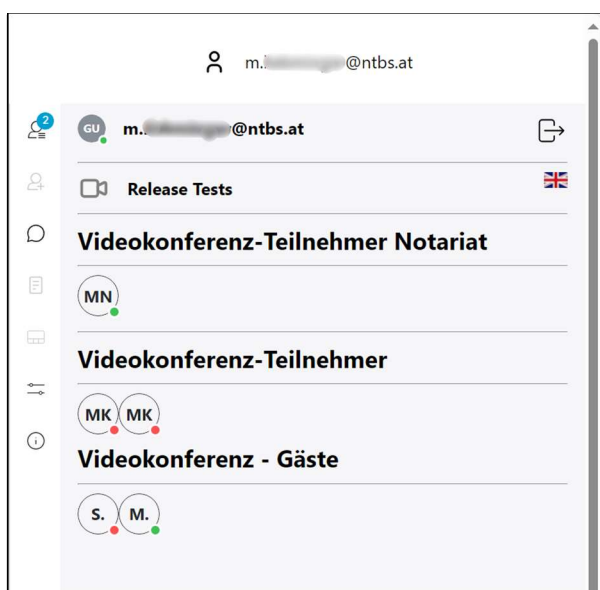 m. @ntbs.at
2
GU m. @ntbs.at
Release Tests
Videokonferenz-Teilnehmer Notariat
MN
Videokonferenz-Teilnehmer
MK MK
Videokonferenz - Gäste
S. M.